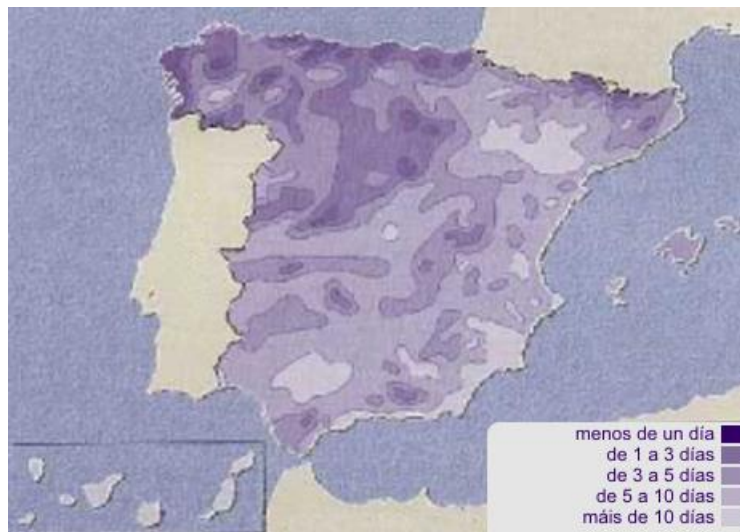 menos de un día
de 1 a 3 días
de 3 a 5 días
de 5 a 10 días
máis de 10 días